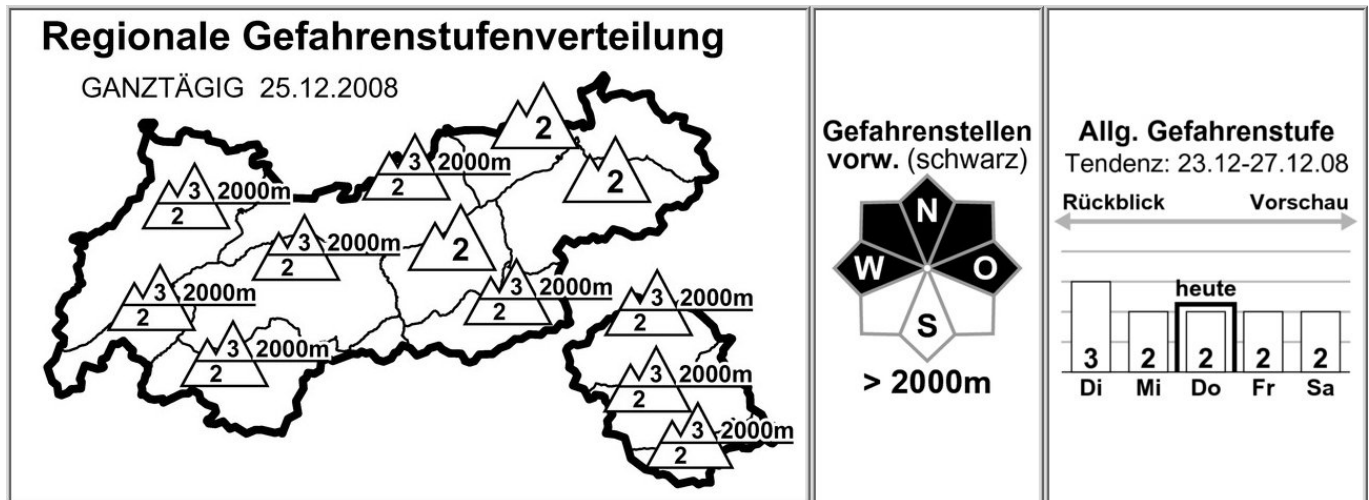 Regionale Gefahrenstufenverteilung
GANZTÄGIG 25.12.2008
2
3 2000m
2
2
3 2000m
2
3 2000m
2
2
3 2000m
2
3 2000m
2
3 2000m
2
3 2000m
2
3 2000m
2
3 2000m
2
Gefahrenstellen
vorw. (schwarz)
N
W O
S
> 2000m
Allg. Gefahrenstufe
Tendenz: 23.12-27.12.08
Rückblick Vorschau
heute
3 2 2 2 2
Di Mi Do Fr Sa